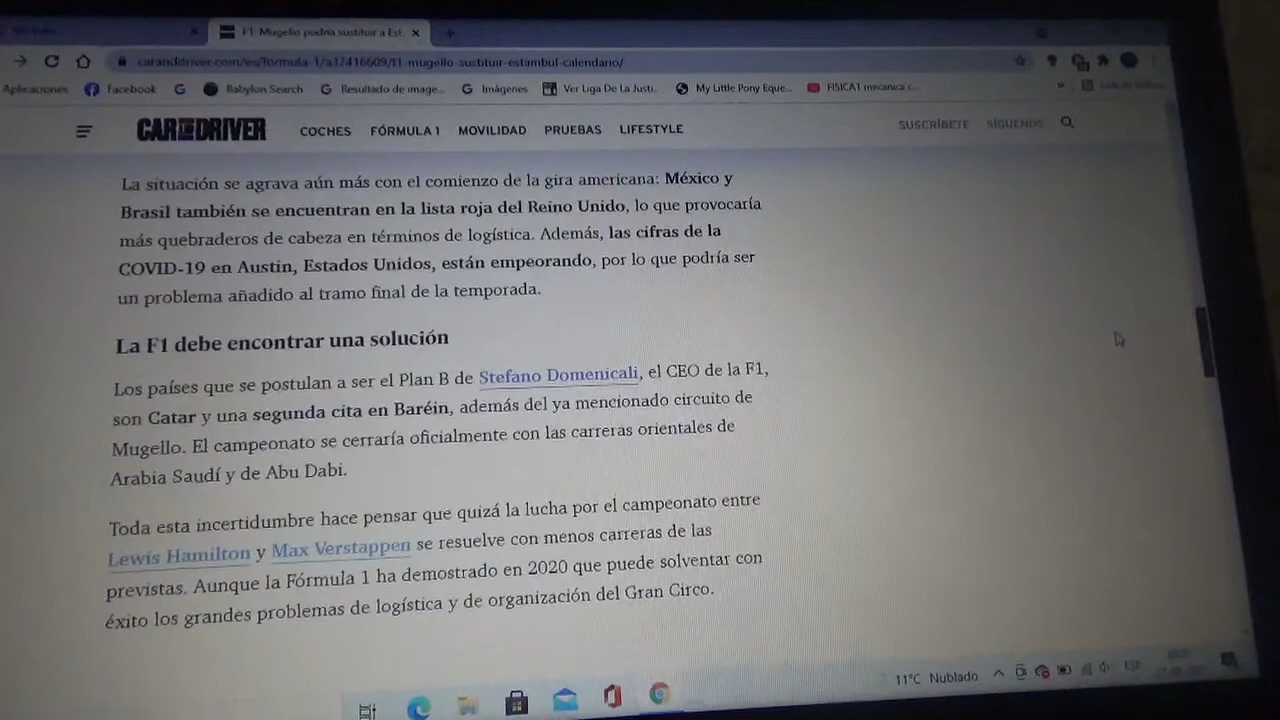 F1: Mugello podría sustituir a Est
caranddriver.com/es/formula-1/a37416609/f1-mugello-sustituir-estambul-calendario/
Aplicaciones Facebook Babylon Search Resultado de image... Imágenes Ver Liga De La Justi... My Little Pony Eque... FISICA1 mecanica c... »
CAR AND DRIVER COCHES FÓRMULA 1 MOVILIDAD PRUEBAS LIFESTYLE SUSCRÍBETE SÍGUENOS
La situación se agrava aún más con el comienzo de la gira americana: México y
Brasil también se encuentran en la lista roja del Reino Unido, lo que provocaría
más quebraderos de cabeza en términos de logística. Además, las cifras de la
COVID-19 en Austin, Estados Unidos, están empeorando, por lo que podría ser
un problema añadido al tramo final de la temporada.
La F1 debe encontrar una solución
Los países que se postulan a ser el Plan B de Stefano Domenicali, el CEO de la F1,
son Catar y una segunda cita en Baréin, además del ya mencionado circuito de
Mugello. El campeonato se cerraría oficialmente con las carreras orientales de
Arabia Saudí y de Abu Dabi.
Toda esta incertidumbre hace pensar que quizá la lucha por el campeonato entre
Lewis Hamilton y Max Verstappen se resuelve con menos carreras de las
previstas. Aunque la Fórmula 1 ha demostrado en 2020 que puede solventar con
éxito los grandes problemas de logística y de organización del Gran Circo.
11°C Nublado ESP